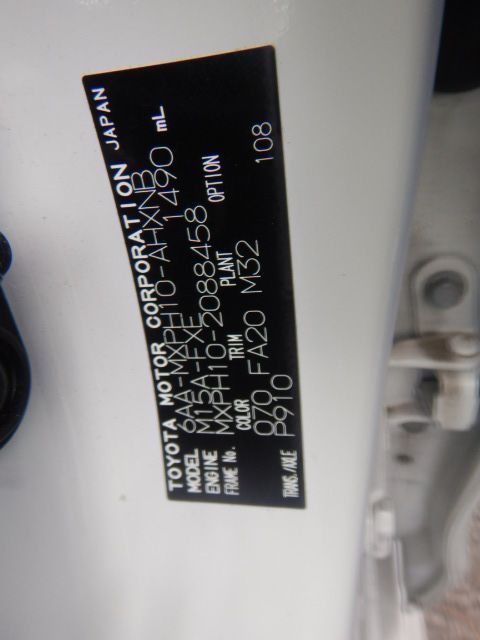 TOYOTA MOTOR CORPORATION JAPAN
MODEL 6AA-MXPH10-AHXNB
ENGINE M15A-FXE 1490 mL
FRAME No. MXPH10-2088458
COLOR TRIM PLANT OPTION
070 FA20 M32 108
TRANS./AXLE P910